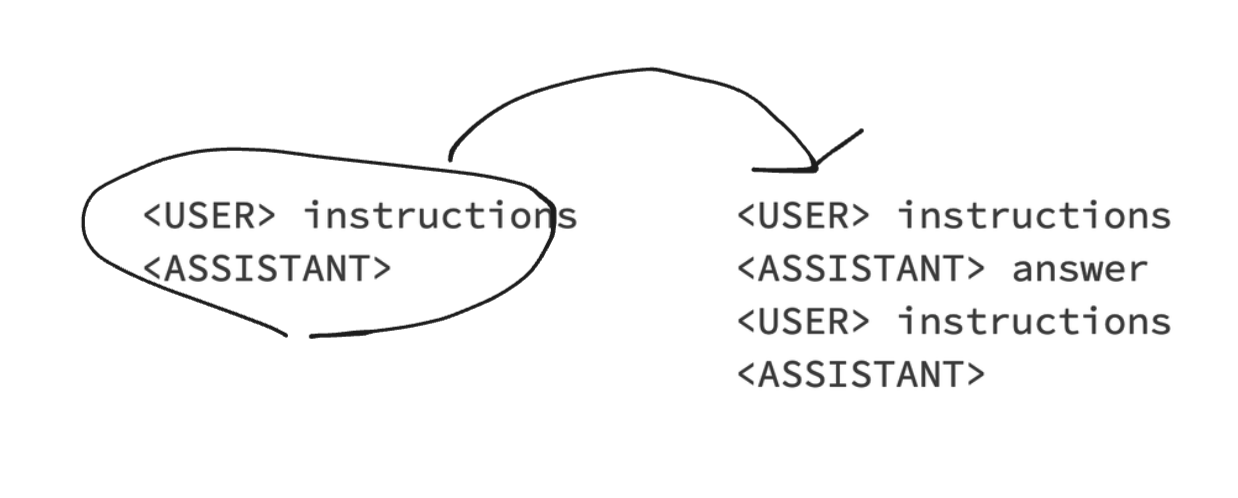 <USER> instructions
<ASSISTANT>
<USER> instructions
<ASSISTANT> answer
<USER> instructions
<ASSISTANT>